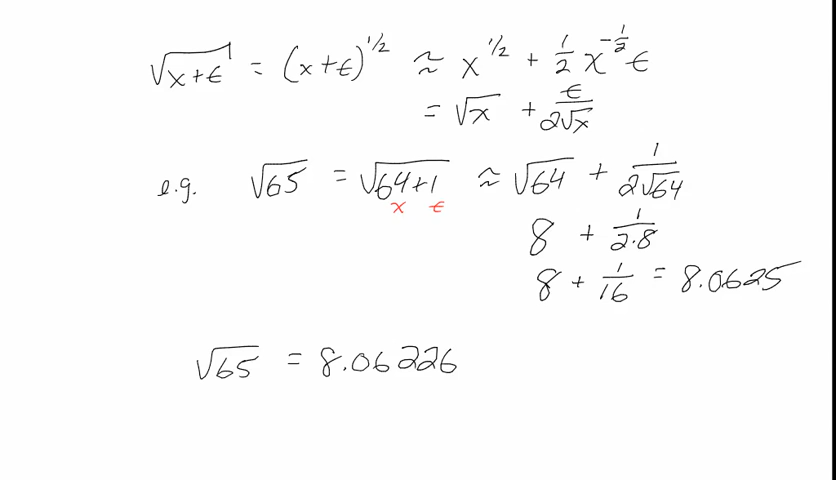 √(x+ϵ) = (x+ϵ)^(1/2) ≈ x^(1/2) + 1/2 x^(-1/2) ϵ
= √x + ϵ/(2√x)
e.g. √65 = √(64+1) ≈ √64 + 1/(2√64)
x ϵ
8 + 1/(2·8)
8 + 1/16 = 8.0625
√65 = 8.06226